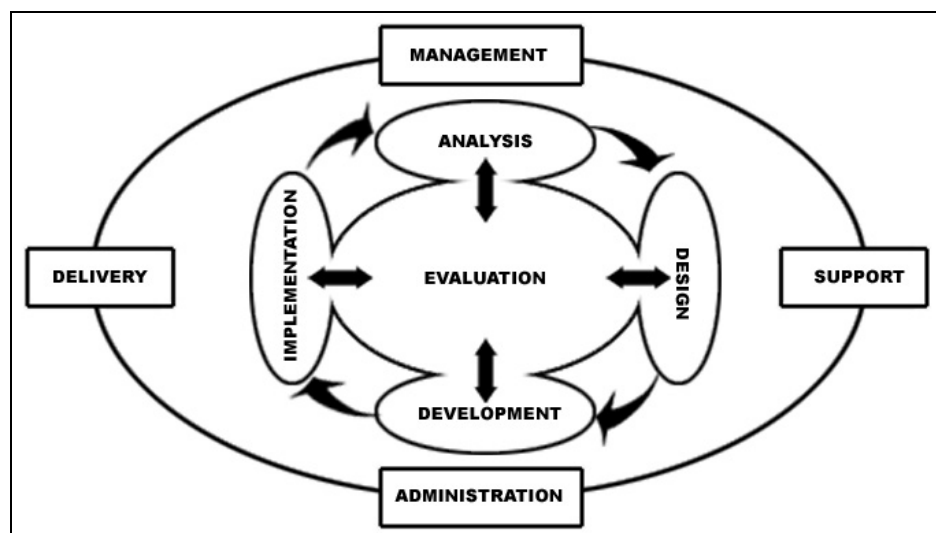 MANAGEMENT
ANALYSIS
IMPLEMENTATION
DELIVERY
EVALUATION
DESIGN
SUPPORT
DEVELOPMENT
ADMINISTRATION